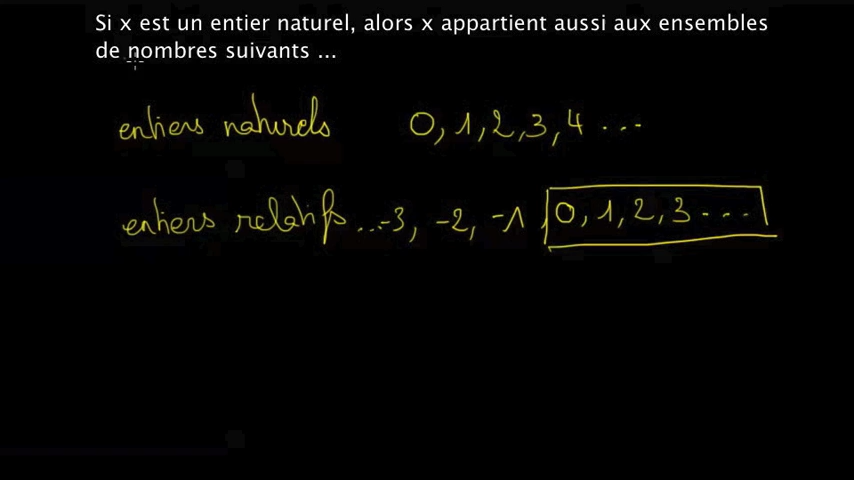 Si x est un entier naturel, alors x appartient aussi aux ensembles
de nombres suivants ...
entiers naturels 0, 1, 2, 3, 4 ...
entiers relatifs ... -3, -2, -1, 0, 1, 2, 3 ...